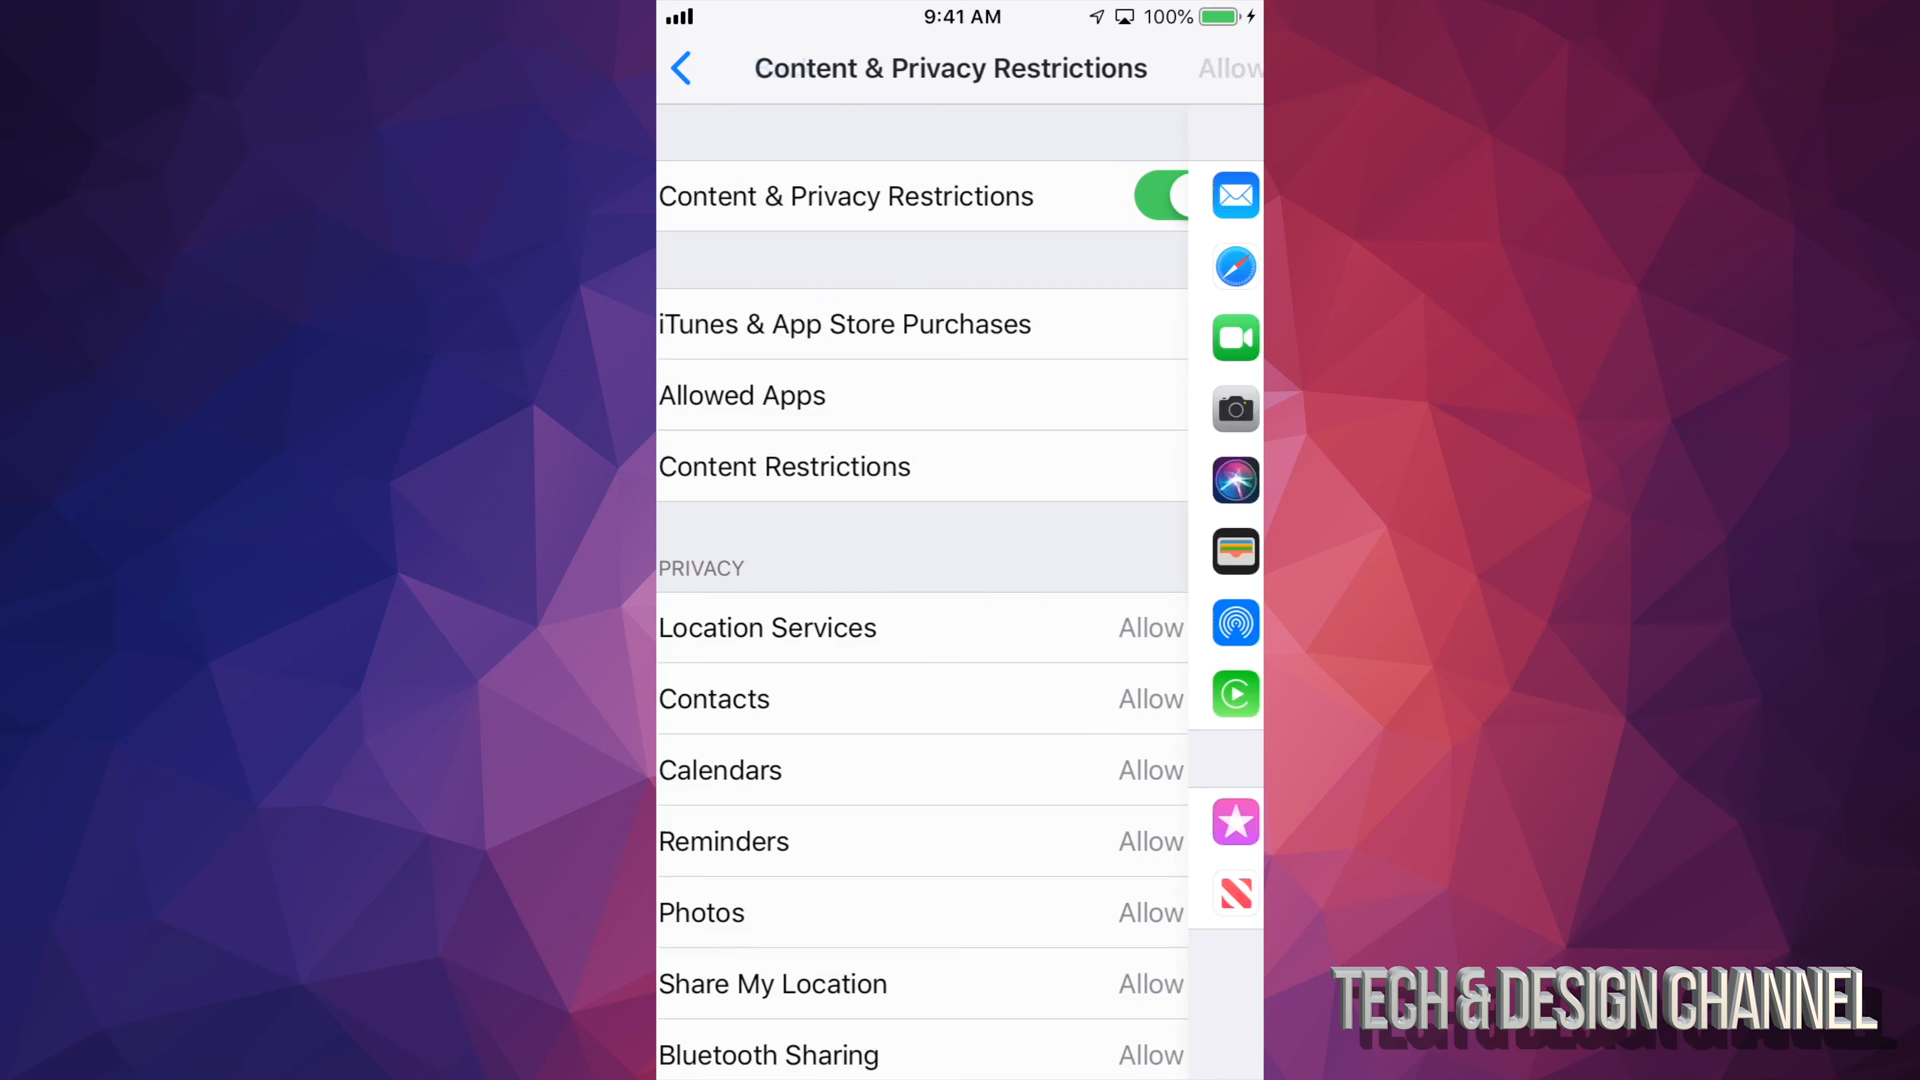 9:41 AM 100%
Content & Privacy Restrictions Allow
Content & Privacy Restrictions
iTunes & App Store Purchases
Allowed Apps
Content Restrictions
PRIVACY
Location Services Allow
Contacts Allow
Calendars Allow
Reminders Allow
Photos Allow
Share My Location Allow
Bluetooth Sharing Allow
TECH & DESIGN CHANNEL